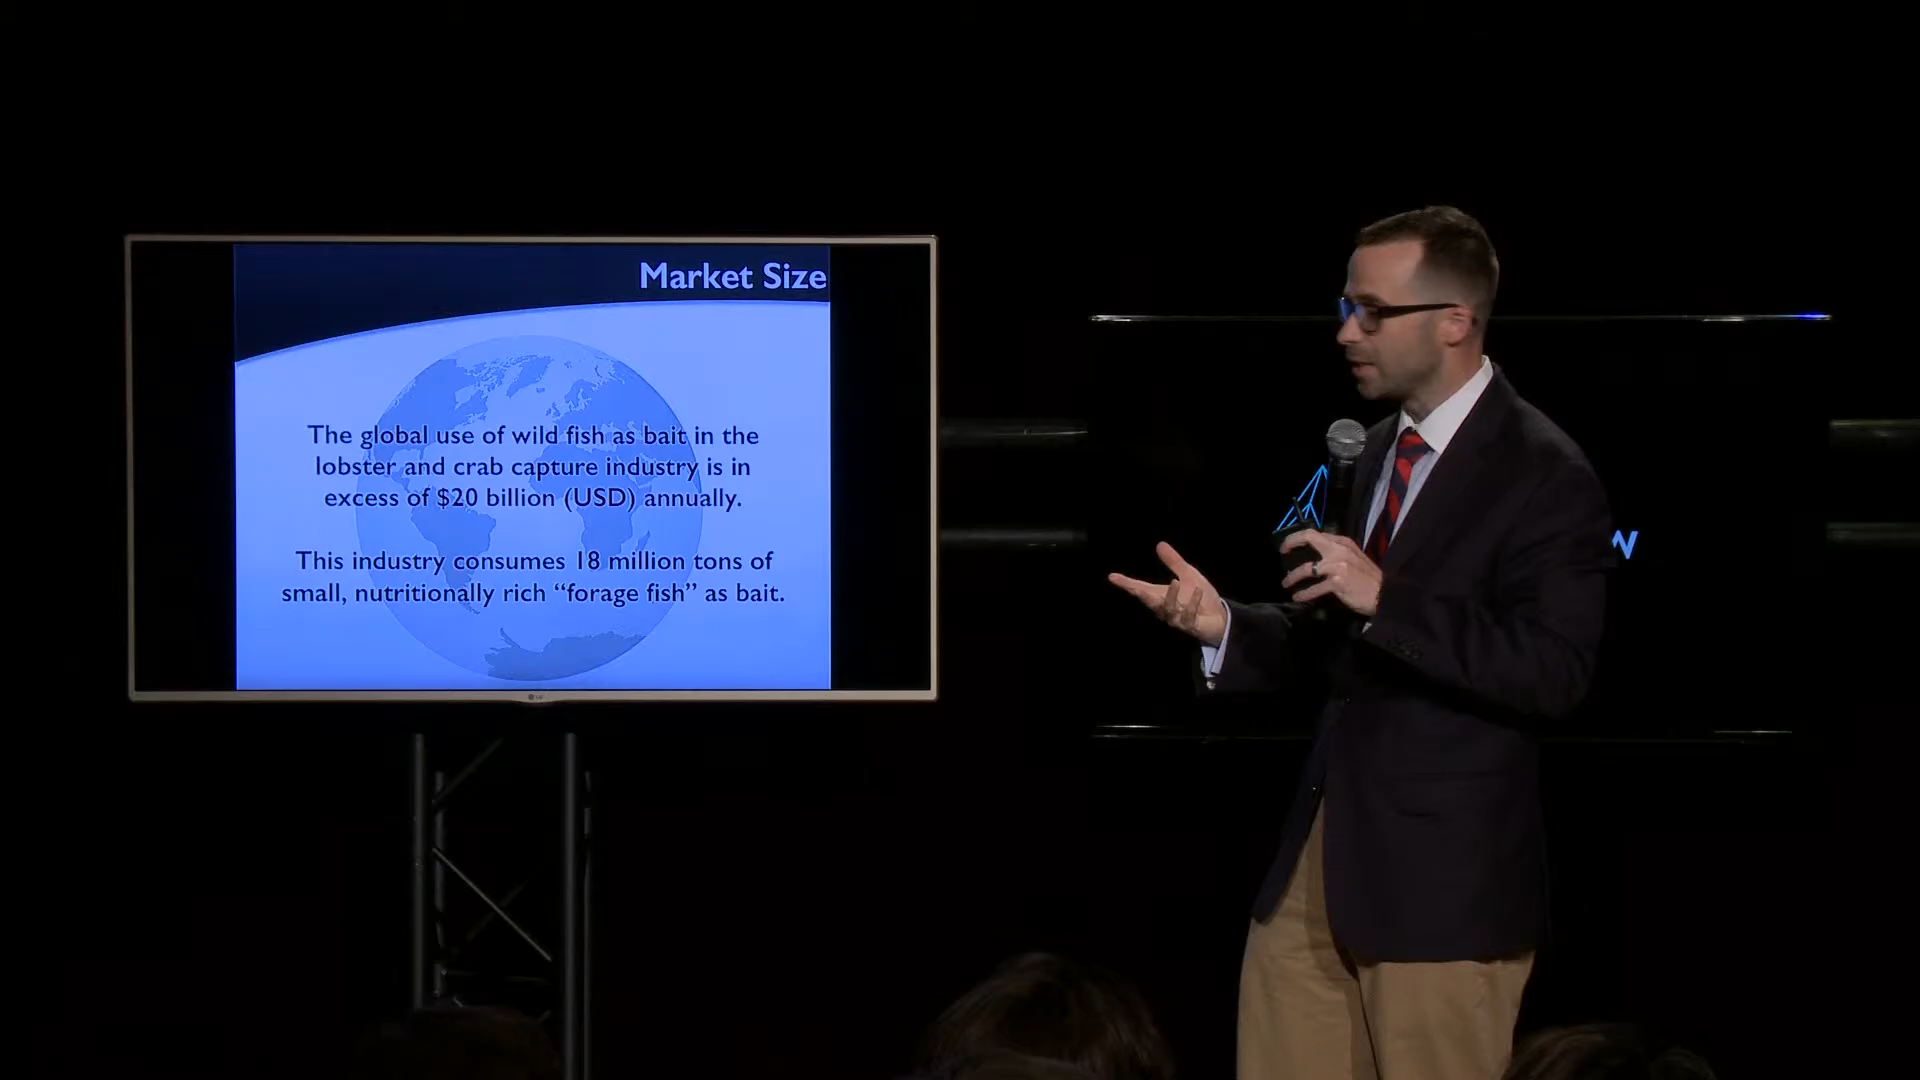 Market Size
The global use of wild fish as bait in the
lobster and crab capture industry is in
excess of $20 billion (USD) annually.
This industry consumes 18 million tons of
small, nutritionally rich “forage fish” as bait.
LG
W